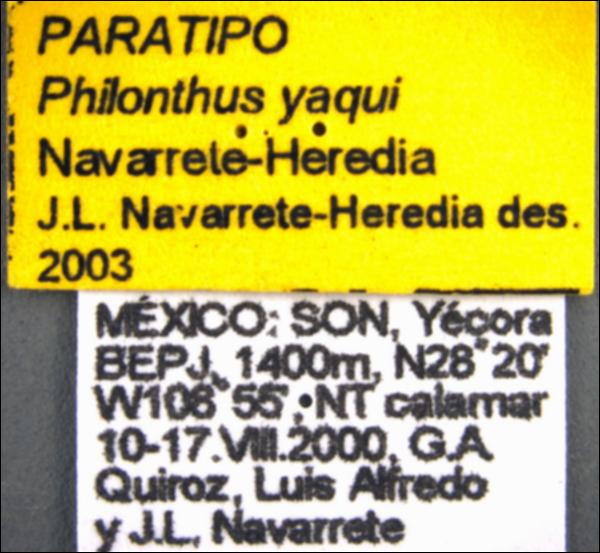 PARATIPO
Philonthus yaqui
Navarrete-Heredia
J.L. Navarrete-Heredia des.
2003
MÉXICO: SON, Yécora
BEPJ, 1400m, N28°20'
W108°55', NT calamar
10-17.VIII.2000, G.A.
Quiroz, Luis Alfredo
y J.L. Navarrete